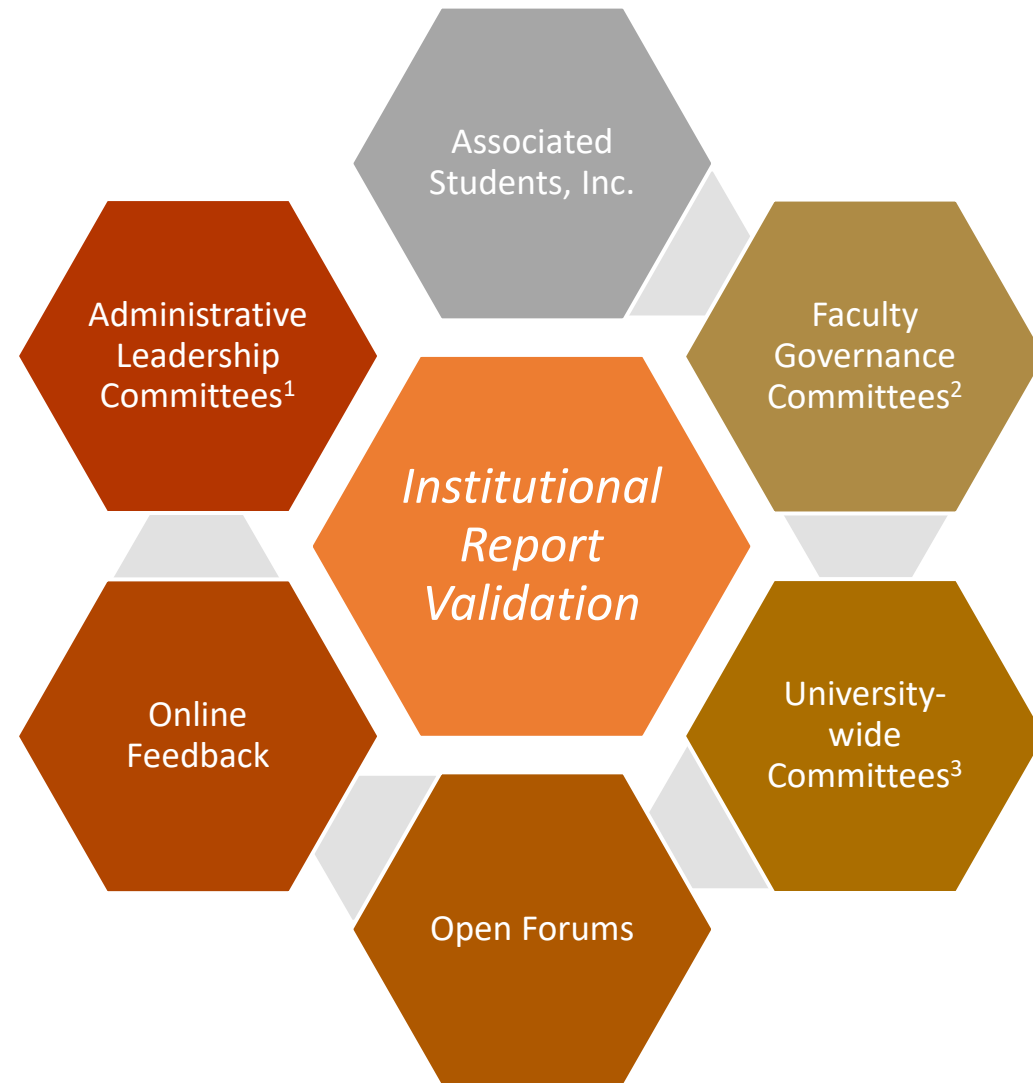 Associated
Students, Inc.
Administrative
Leadership
Committees1
Faculty
Governance
Committees2
Institutional
Report
Validation
Online
Feedback
University-
wide
Committees3
Open Forums